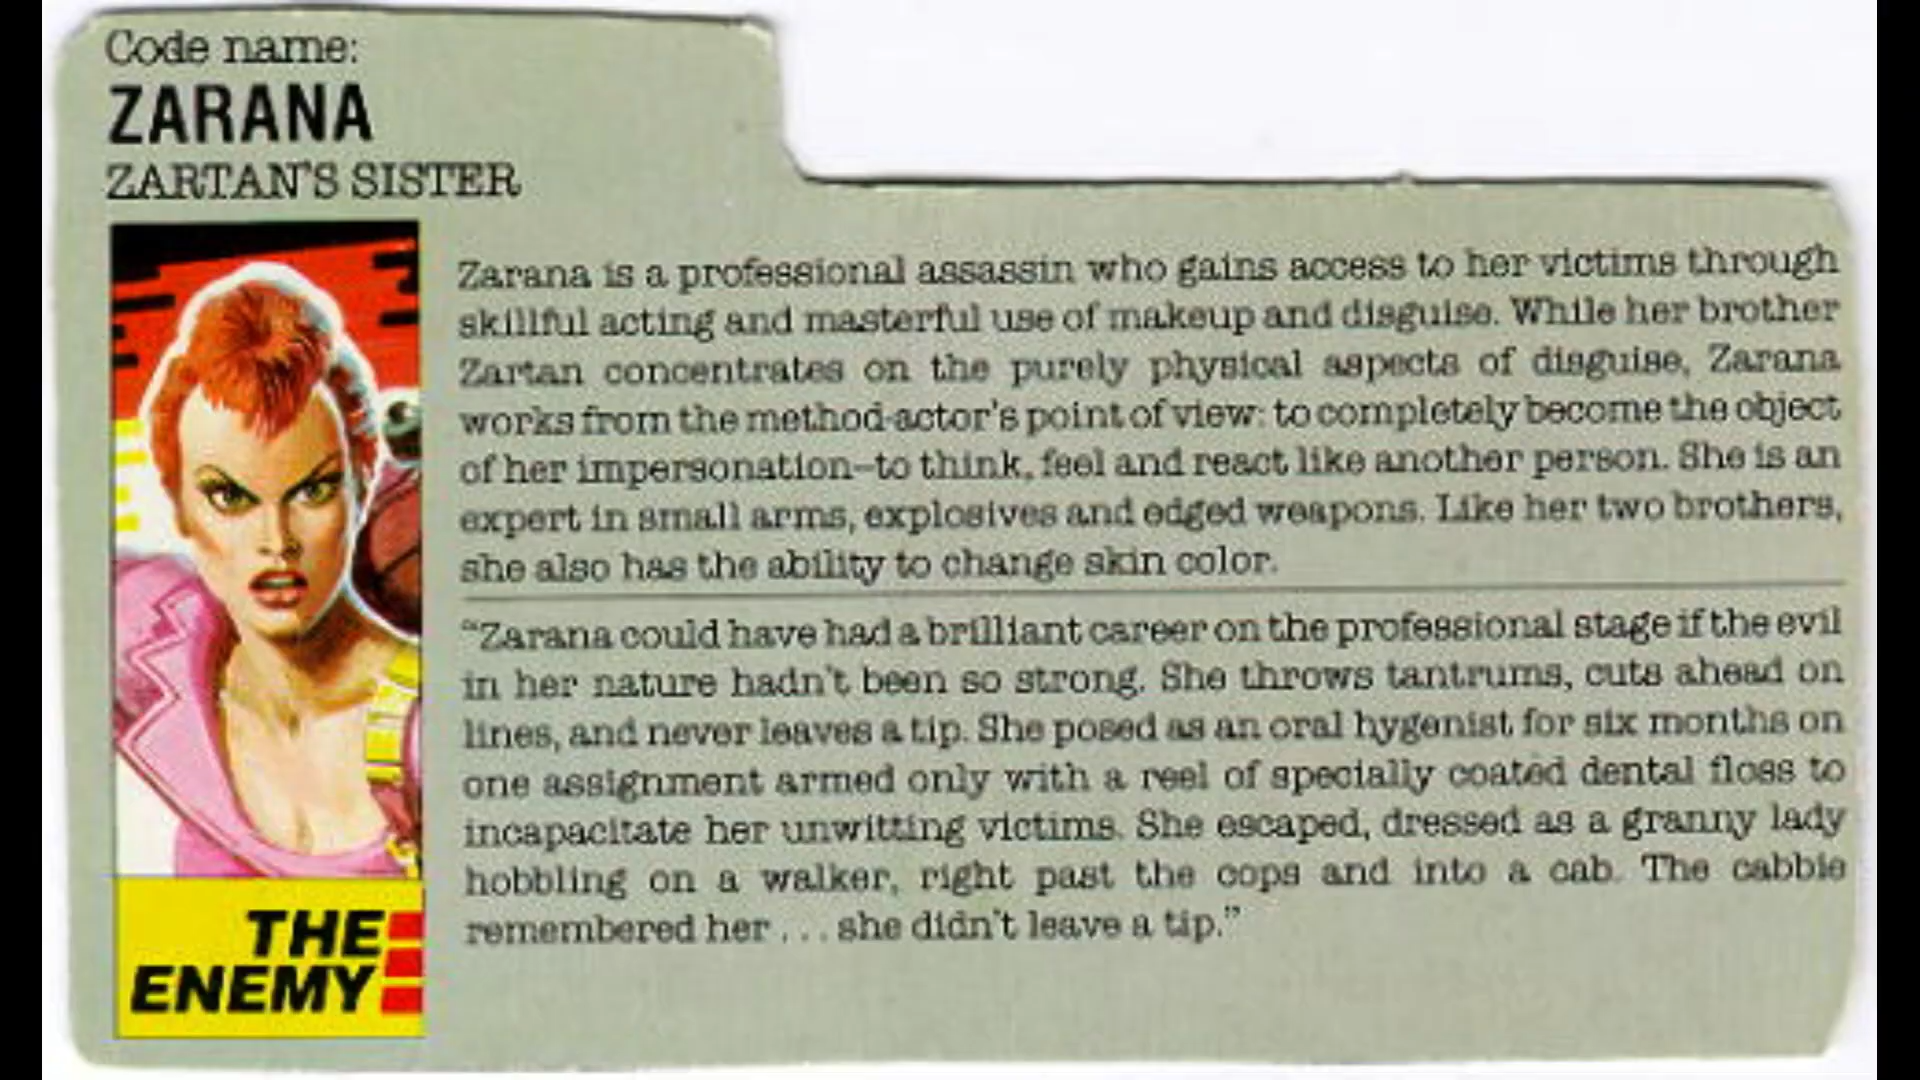 Code name:
ZARANA
ZARTAN'S SISTER
Zarana is a professional assassin who gains access to her victims through
skillful acting and masterful use of makeup and disguise. While her brother
Zartan concentrates on the purely physical aspects of disguise, Zarana
works from the method-actor's point of view: to completely become the object
of her impersonation–to think, feel and react like another person. She is an
expert in small arms, explosives and edged weapons. Like her two brothers,
she also has the ability to change skin color.
"Zarana could have had a brilliant career on the professional stage if the evil
in her nature hadn't been so strong. She throws tantrums, cuts ahead on
lines, and never leaves a tip. She posed as an oral hygenist for six months on
one assignment armed only with a reel of specially coated dental floss to
incapacitate her unwitting victims. She escaped, dressed as a granny lady
hobbling on a walker, right past the cops and into a cab. The cabbie
remembered her . . . she didn't leave a tip."
THE
ENEMY